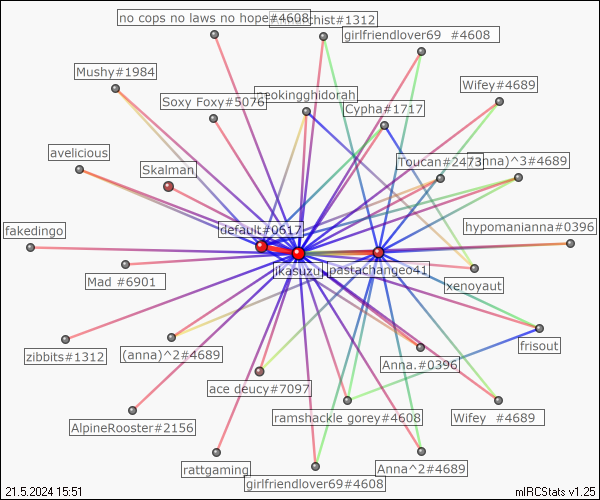 no cops no laws no hope#4608
chist#1312
girlfriendlover69  #4608
Mushy#1984
Wifey#4689
Soxy Foxy#5076
neokingghidorah
Cypha#1717
avelicious
Toucan#2473
anna)^3#4689
Skalman
default#0617
hypomanianna#0396
fakedingo
jkasuzu
pastachangeo41
Mad #6901
xenoyaut
zibbits#1312
(anna)^2#4689
Anna.#0396
frisout
ace deucy#7097
AlpineRooster#2156
ramshackle gorey#4608
Wifey  #4689
rattgaming
girlfriendlover69#4608
Anna^2#4689
21.5.2024 15:51
mIRCStats v1.25